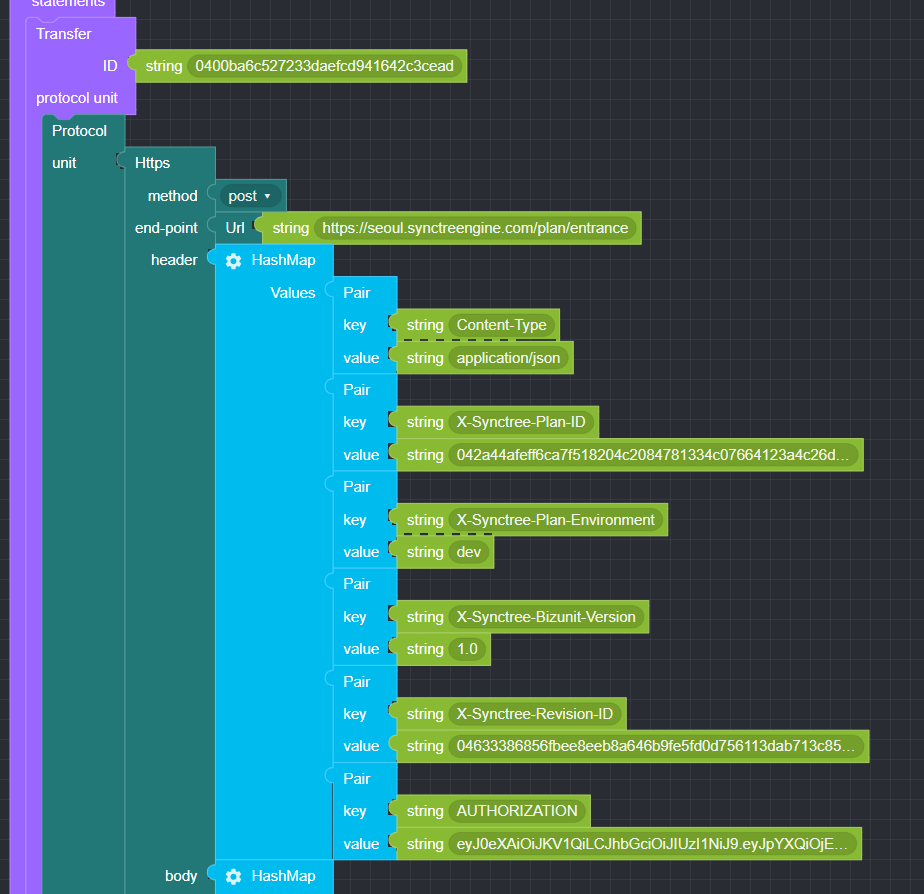 statements
Transfer
ID string 0400ba6c527233daefcd941642c3cead
protocol unit
Protocol
unit Https
method post
end-point Url string https://seoul.synctreengine.com/plan/entrance
header HashMap
Values Pair
key string Content-Type
value string application/json
Pair
key string X-Synctree-Plan-ID
value string 042a44afeff6ca7f518204c2084781334c07664123a4c26d...
Pair
key string X-Synctree-Plan-Environment
value string dev
Pair
key string X-Synctree-Bizunit-Version
value string 1.0
Pair
key string X-Synctree-Revision-ID
value string 04633386856fbee8eeb8a646b9fe5fd0d756113dab713c85...
Pair
key string AUTHORIZATION
value string eyJ0eXAiOiJKV1QiLCJhbGciOiJIUzI1NiJ9.eyJpYXQiOjE...
body HashMap